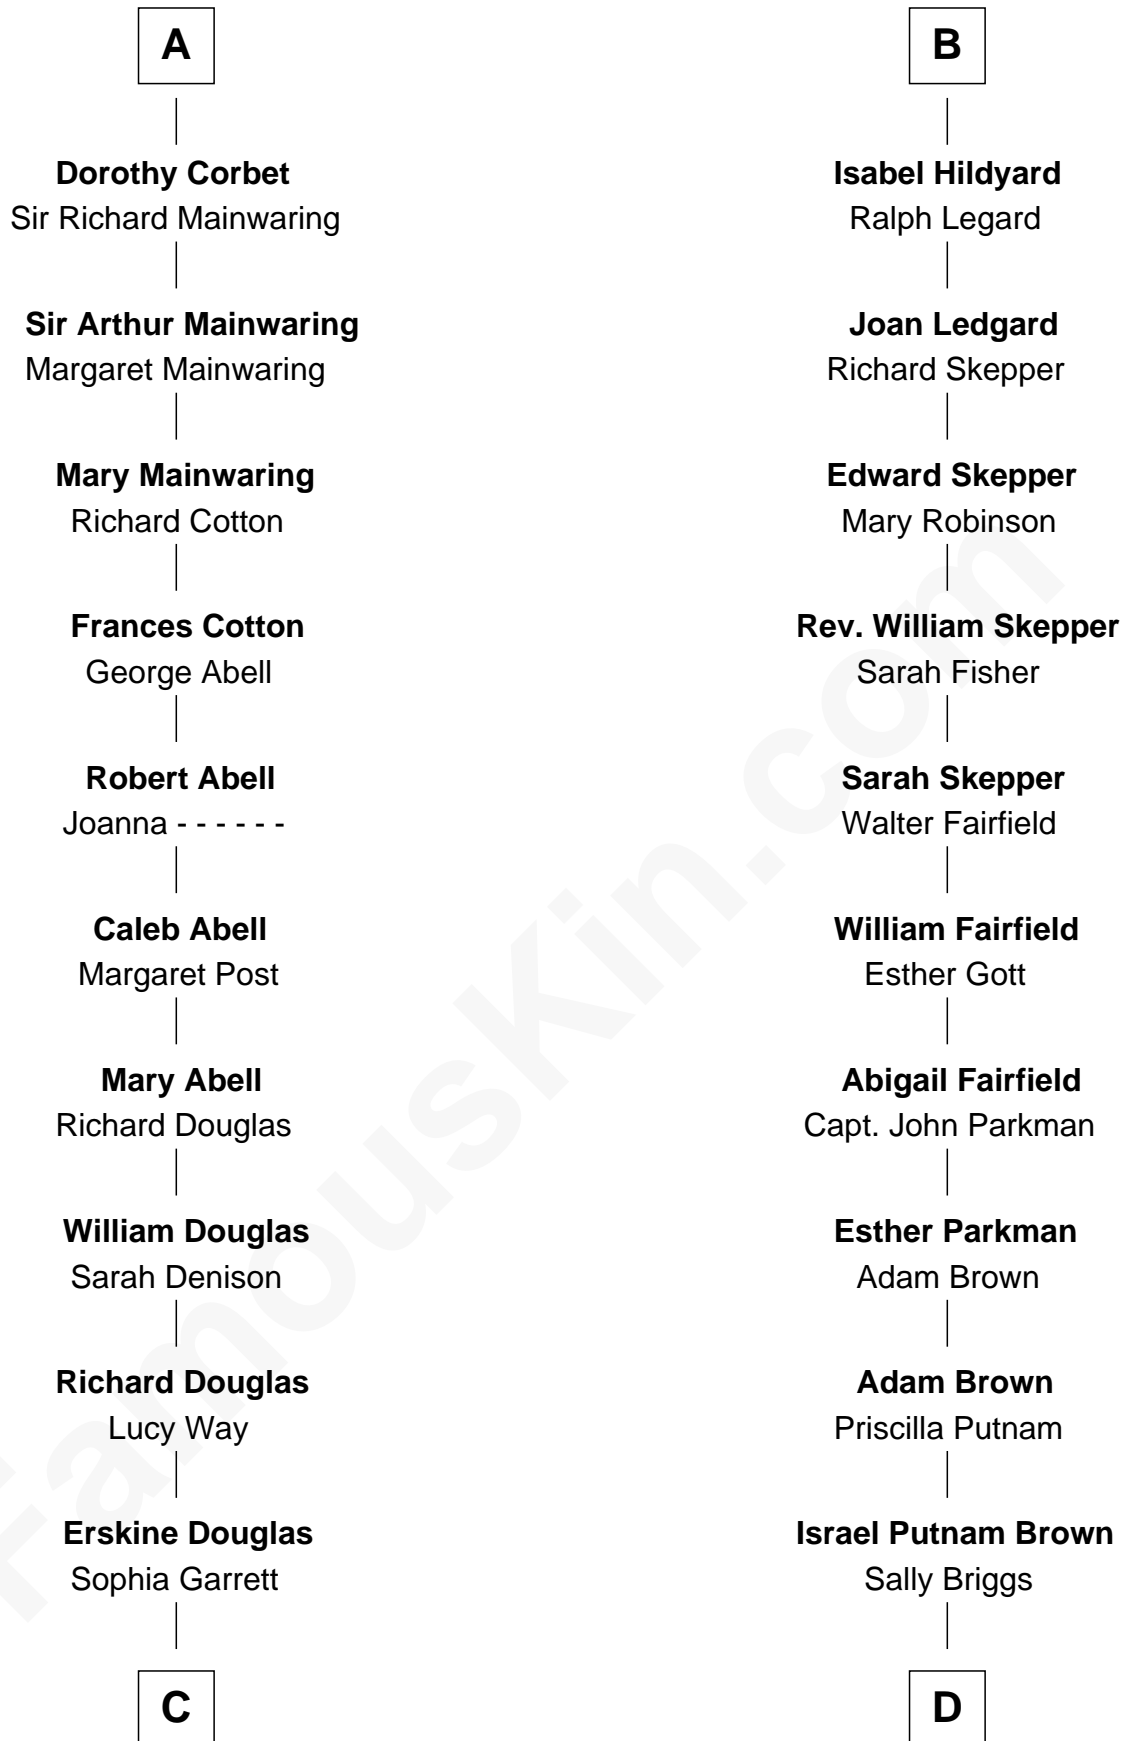 A
Dorothy Corbet
Sir Richard Mainwaring
Sir Arthur Mainwaring
Margaret Mainwaring
Mary Mainwaring
Richard Cotton
Frances Cotton
George Abell
Robert Abell
Joanna - - - - - -
Caleb Abell
Margaret Post
Mary Abell
Richard Douglas
William Douglas
Sarah Denison
Richard Douglas
Lucy Way
Erskine Douglas
Sophia Garrett
C
B
Isabel Hildyard
Ralph Legard
Joan Ledgard
Richard Skepper
Edward Skepper
Mary Robinson
Rev. William Skepper
Sarah Fisher
Sarah Skepper
Walter Fairfield
William Fairfield
Esther Gott
Abigail Fairfield
Capt. John Parkman
Esther Parkman
Adam Brown
Adam Brown
Priscilla Putnam
Israel Putnam Brown
Sally Briggs
D
FamousKin.com